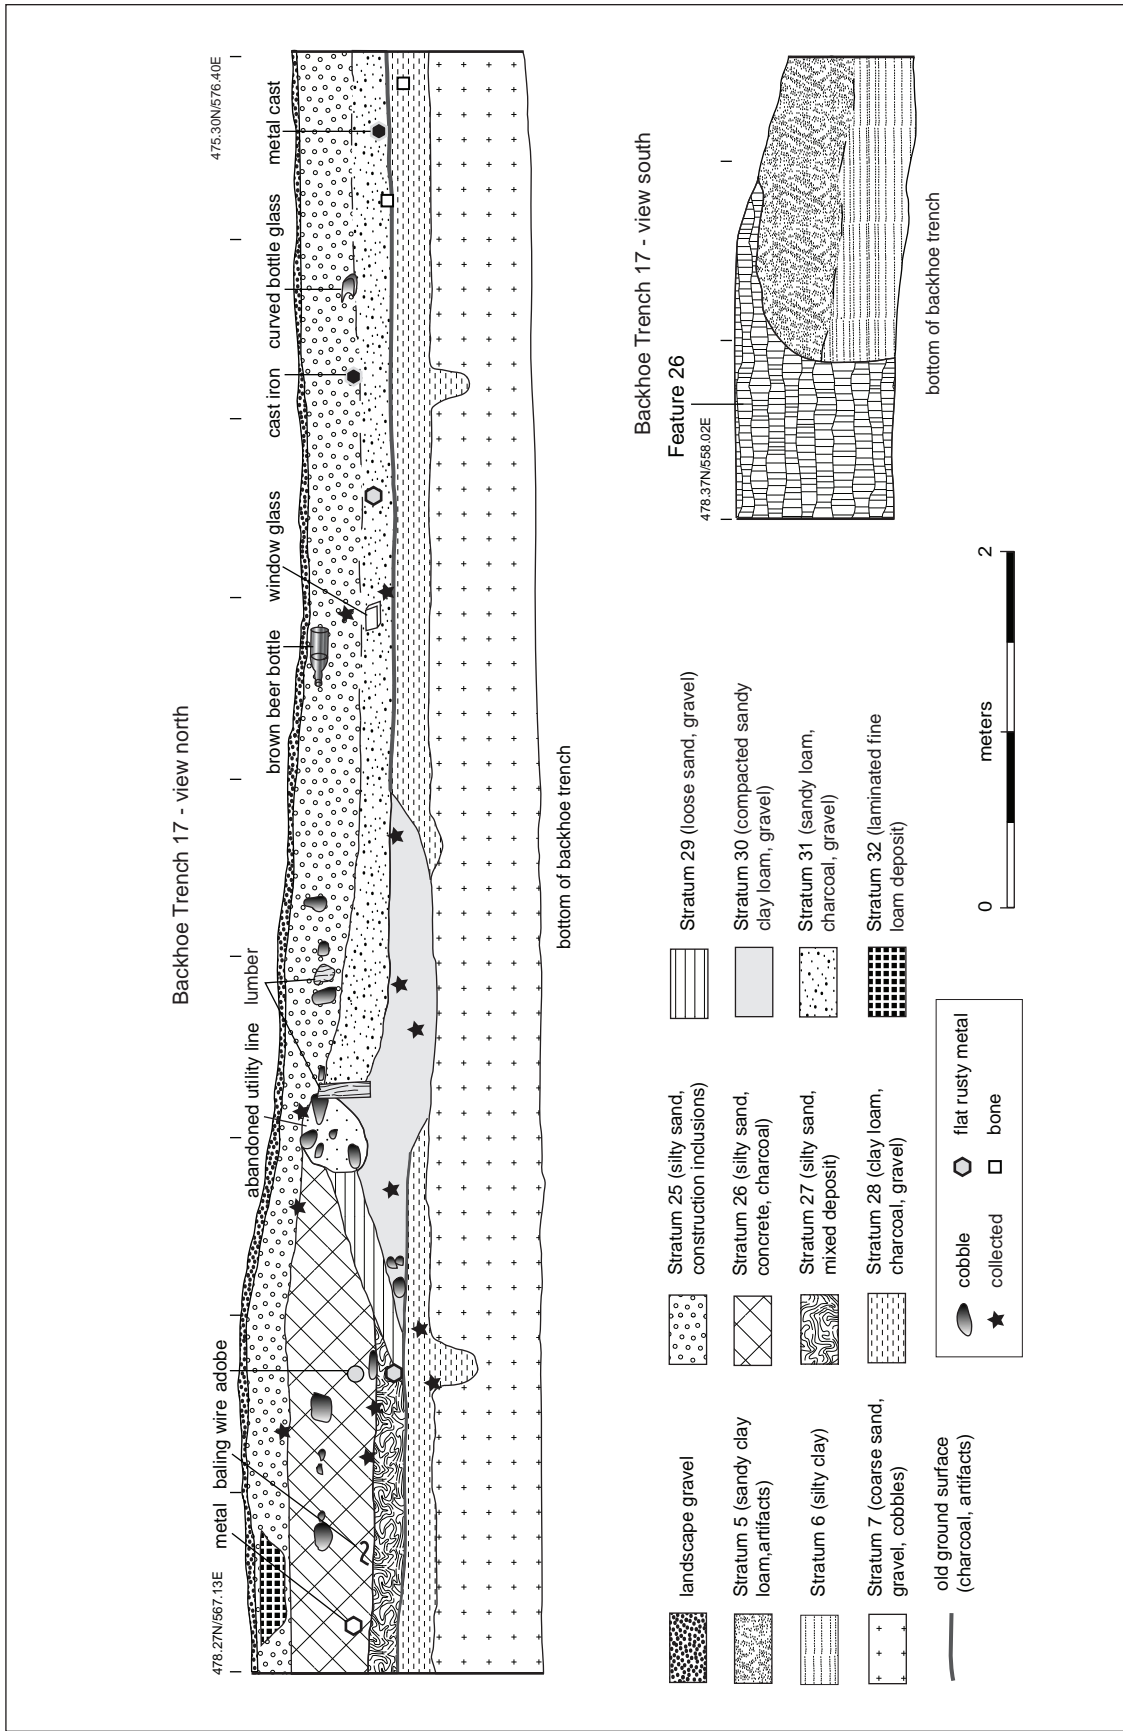 Backhoe Trench 17 - view north
478.27N/567.13E
475.30N/576.40E
metal
baling wire
adobe
abandoned utility line
lumber
brown beer bottle
window glass
cast iron
curved bottle glass
metal cast
bottom of backhoe trench
Backhoe Trench 17 - view south
Feature 26
478.37N/558.02E
bottom of backhoe trench
landscape gravel
Stratum 5 (sandy clay
loam,artifacts)
Stratum 6 (silty clay)
Stratum 7 (coarse sand,
gravel, cobbles)
old ground surface
(charcoal, artifacts)
Stratum 25 (silty sand,
construction inclusions)
Stratum 26 (silty sand,
concrete, charcoal)
Stratum 27 (silty sand,
mixed deposit)
Stratum 28 (clay loam,
charcoal, gravel)
Stratum 29 (loose sand, gravel)
Stratum 30 (compacted sandy
clay loam, gravel)
Stratum 31 (sandy loam,
charcoal, gravel)
Stratum 32 (laminated fine
loam deposit)
cobble
flat rusty metal
collected
bone
0
meters
2